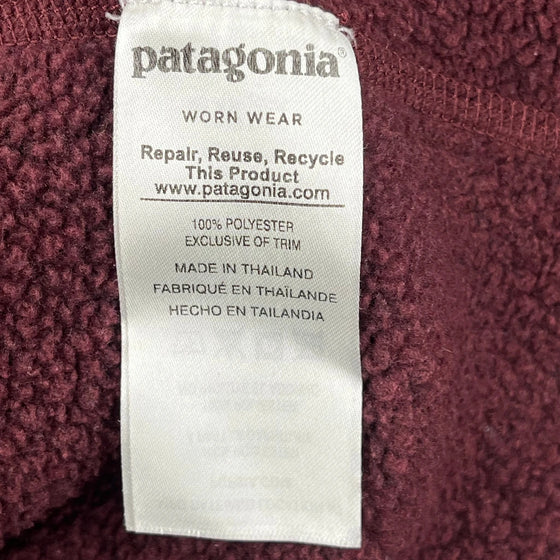 patagonia®
WORN WEAR
Repair, Reuse, Recycle
This Product
www.patagonia.com
100% POLYESTER
EXCLUSIVE OF TRIM
MADE IN THAILAND
FABRIQUÉ EN THAÏLANDE
HECHO EN TAILANDIA